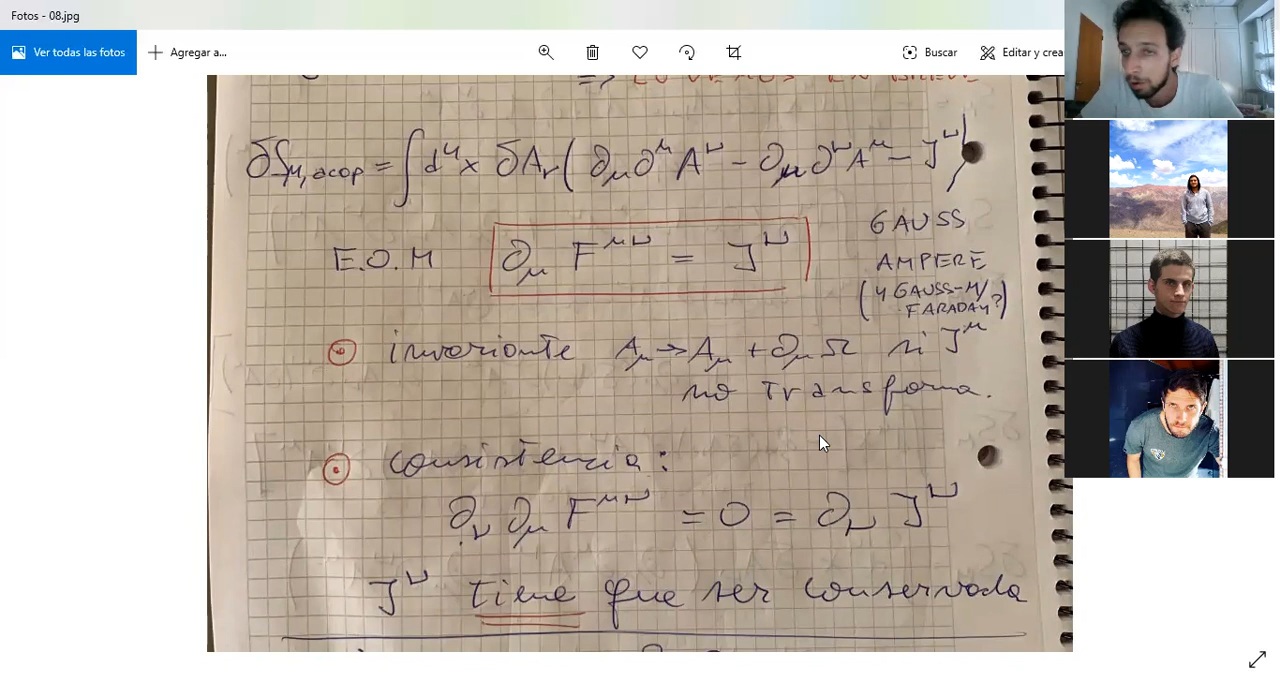 Fotos - 08.jpg
Ver todas las fotos
Agregar a...
Buscar
Editar y crea
δS_{M,acop} = ∫ d⁴x δA_ν ( ∂_μ ∂^μ A^ν - ∂_μ ∂^ν A^μ - J^ν )
E.O.M ∂_μ F^{μν} = J^ν
GAUSS
AMPERE
(y GAUSS-M/
FARADAY?)
invariante A_μ → A_μ + ∂_μ Ω si J^μ
no transforma.
consistencia:
∂_ν ∂_μ F^{μν} = 0 = ∂_ν J^ν
J^ν tiene que ser conservada